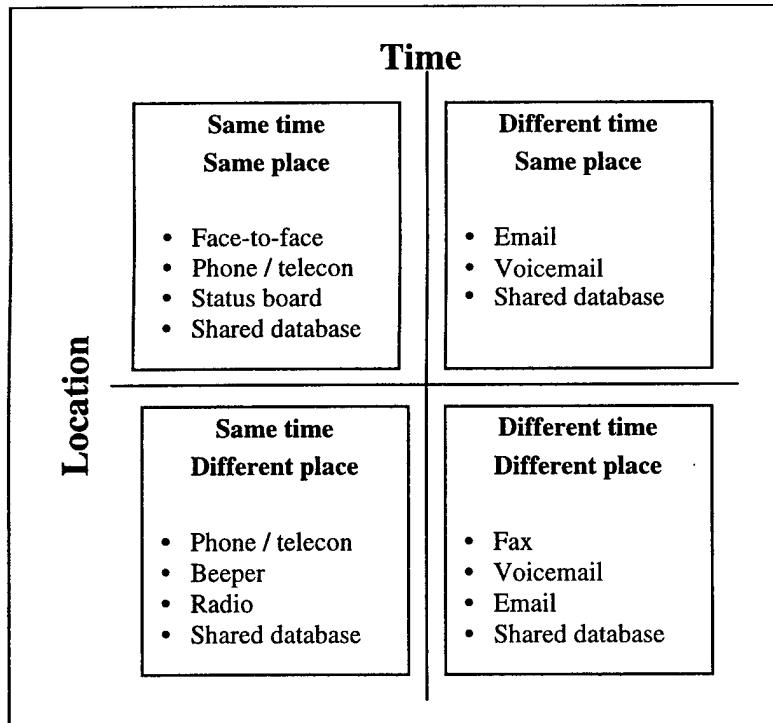 Time
Same time
Same place
• Face-to-face
• Phone / telecon
• Status board
• Shared database
Different time
Same place
• Email
• Voicemail
• Shared database
Location
Same time
Different place
• Phone / telecon
• Beeper
• Radio
• Shared database
Different time
Different place
• Fax
• Voicemail
• Email
• Shared database